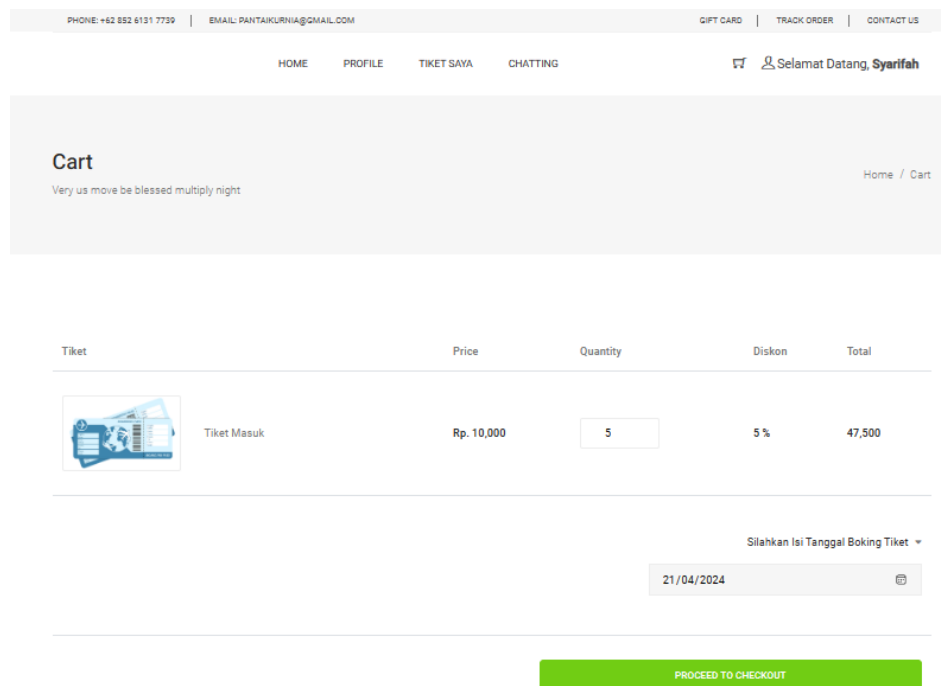 PHONE: +62 852 6131 7739 | EMAIL: PANTAIKURNIA@GMAIL.COM GIFT CARD | TRACK ORDER | CONTACT US
HOME PROFILE TIKET SAYA CHATTING Selamat Datang, Syarifah
Cart
Very us move be blessed multiply night
Home / Cart
Tiket Price Quantity Diskon Total
Tiket Masuk Rp. 10,000 5 5 % 47,500
Silahkan Isi Tanggal Boking Tiket
21/04/2024
PROCEED TO CHECKOUT